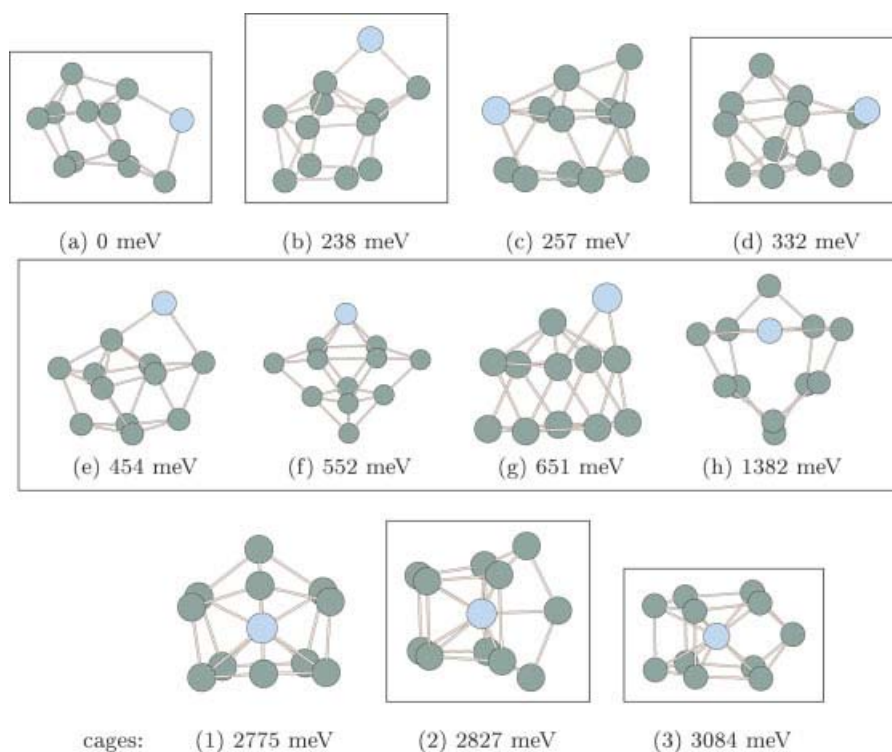 (a) 0 meV (b) 238 meV (c) 257 meV (d) 332 meV
(e) 454 meV (f) 552 meV (g) 651 meV (h) 1382 meV
cages: (1) 2775 meV (2) 2827 meV (3) 3084 meV